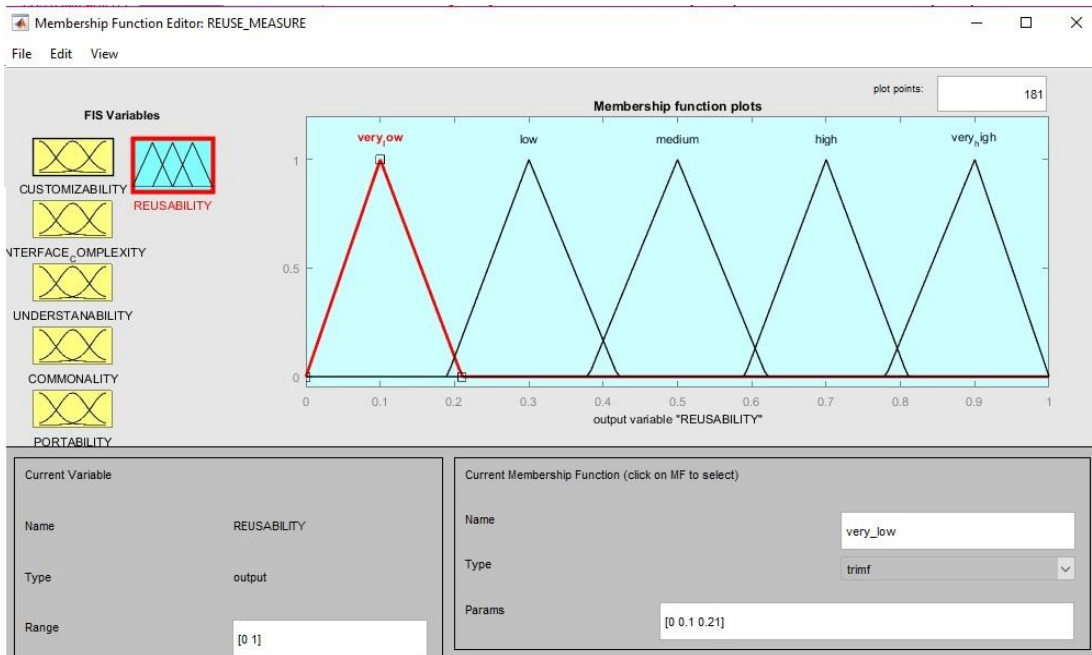 Membership Function Editor: REUSE_MEASURE
File Edit View
plot points: 181
FIS Variables
CUSTOMIZABILITY
REUSABILITY
NTERFACE_COMPLEXITY
UNDERSTANABILITY
COMMONALITY
PORTABILITY
Membership function plots
very_low low medium high very_high
1
0.5
0
0 0.1 0.2 0.3 0.4 0.5 0.6 0.7 0.8 0.9 1
output variable "REUSABILITY"
Current Variable
Name REUSABILITY
Type output
Range [0 1]
Current Membership Function (click on MF to select)
Name very_low
Type trimf
Params [0 0.1 0.21]